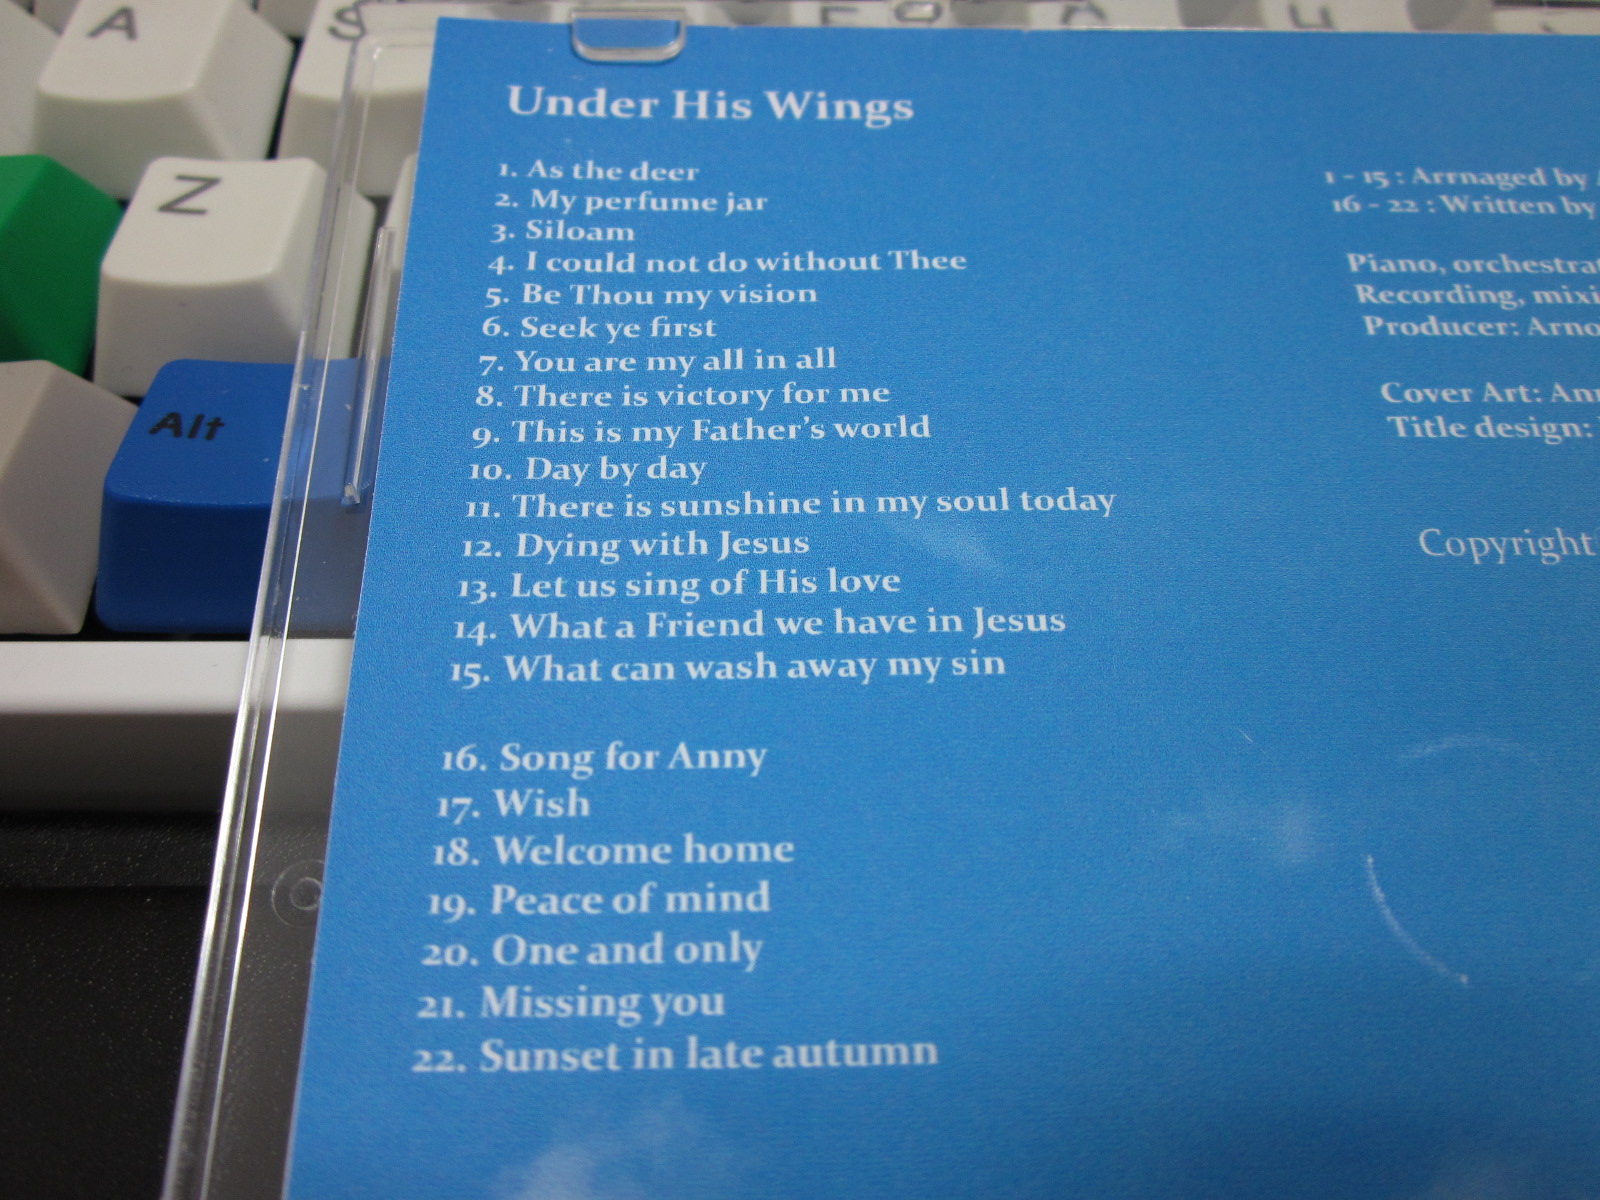 A
S
Z
Alt
Under His Wings
1. As the deer
2. My perfume jar
3. Siloam
4. I could not do without Thee
5. Be Thou my vision
6. Seek ye first
7. You are my all in all
8. There is victory for me
9. This is my Father's world
10. Day by day
11. There is sunshine in my soul today
12. Dying with Jesus
13. Let us sing of His love
14. What a Friend we have in Jesus
15. What can wash away my sin
16. Song for Anny
17. Wish
18. Welcome home
19. Peace of mind
20. One and only
21. Missing you
22. Sunset in late autumn
1 - 15 : Arrnaged by
16 - 22 : Written by
Piano,
Recording,
Producer:
Cover Art:
Title design:
Copyright